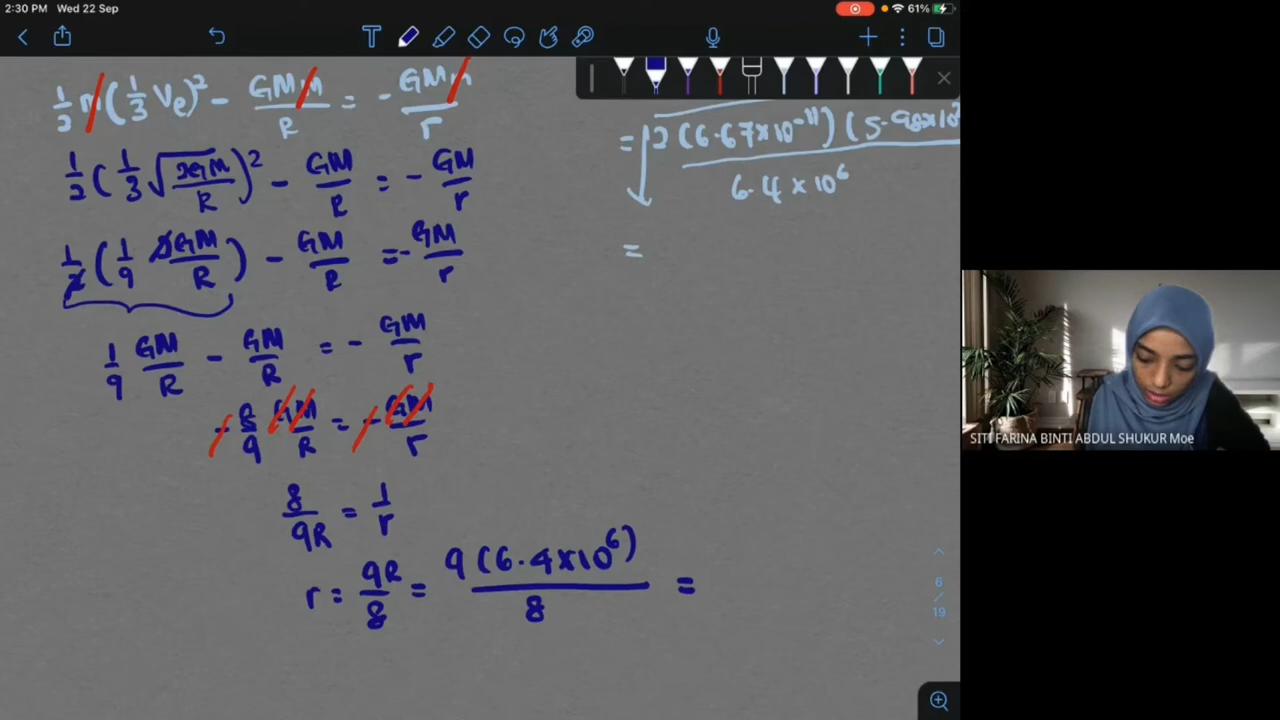 2:30 PM Wed 22 Sep
61%
½ m(⅓ Ve)² - GMm/R = - GMm/r
½ (⅓ √(2GM/R))² - GM/R = - GM/r
½ (1/9 2GM/R) - GM/R = - GM/r
1/9 GM/R - GM/R = - GM/r
- 8/9 GM/R = - GM/r
8/9R = 1/r
r = 9R/8 = 9(6.4×10⁶)/8 =
= √(2(6.67×10⁻¹¹)(5.98×10²
6.4×10⁶
=
6
/
19
SITI FARINA BINTI ABDUL SHUKUR Moe